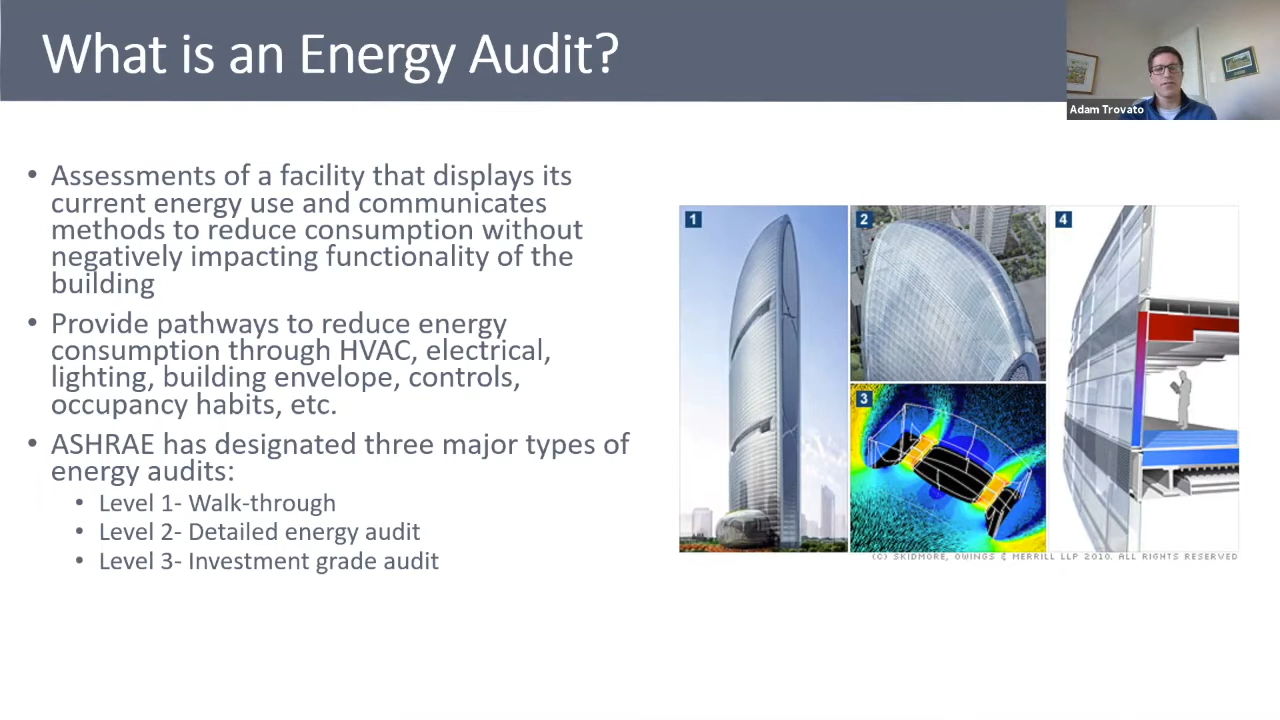 What is an Energy Audit?
Adam Trovato
• Assessments of a facility that displays its
current energy use and communicates
methods to reduce consumption without
negatively impacting functionality of the
building
• Provide pathways to reduce energy
consumption through HVAC, electrical,
lighting, building envelope, controls,
occupancy habits, etc.
• ASHRAE has designated three major types of
energy audits:
• Level 1- Walk-through
• Level 2- Detailed energy audit
• Level 3- Investment grade audit
1
2
3
4
(C) SKIDMORE, OWINGS & MERRILL LLP 2010. ALL RIGHTS RESERVED